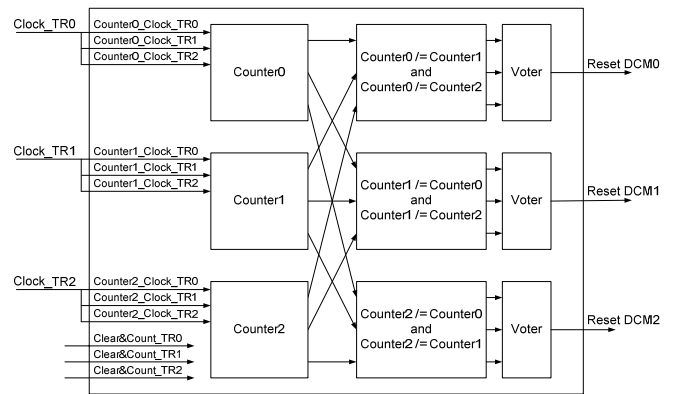 Clock_TR0
Counter0_Clock_TR0
Counter0_Clock_TR1
Counter0_Clock_TR2
Counter0
Counter0 /= Counter1
and
Counter0 /= Counter2
Voter
Reset DCM0
Clock_TR1
Counter1_Clock_TR0
Counter1_Clock_TR1
Counter1_Clock_TR2
Counter1
Counter1 /= Counter0
and
Counter1 /= Counter2
Voter
Reset DCM1
Clock_TR2
Counter2_Clock_TR0
Counter2_Clock_TR1
Counter2_Clock_TR2
Counter2
Counter2 /= Counter0
and
Counter2 /= Counter1
Voter
Reset DCM2
Clear&Count_TR0
Clear&Count_TR1
Clear&Count_TR2